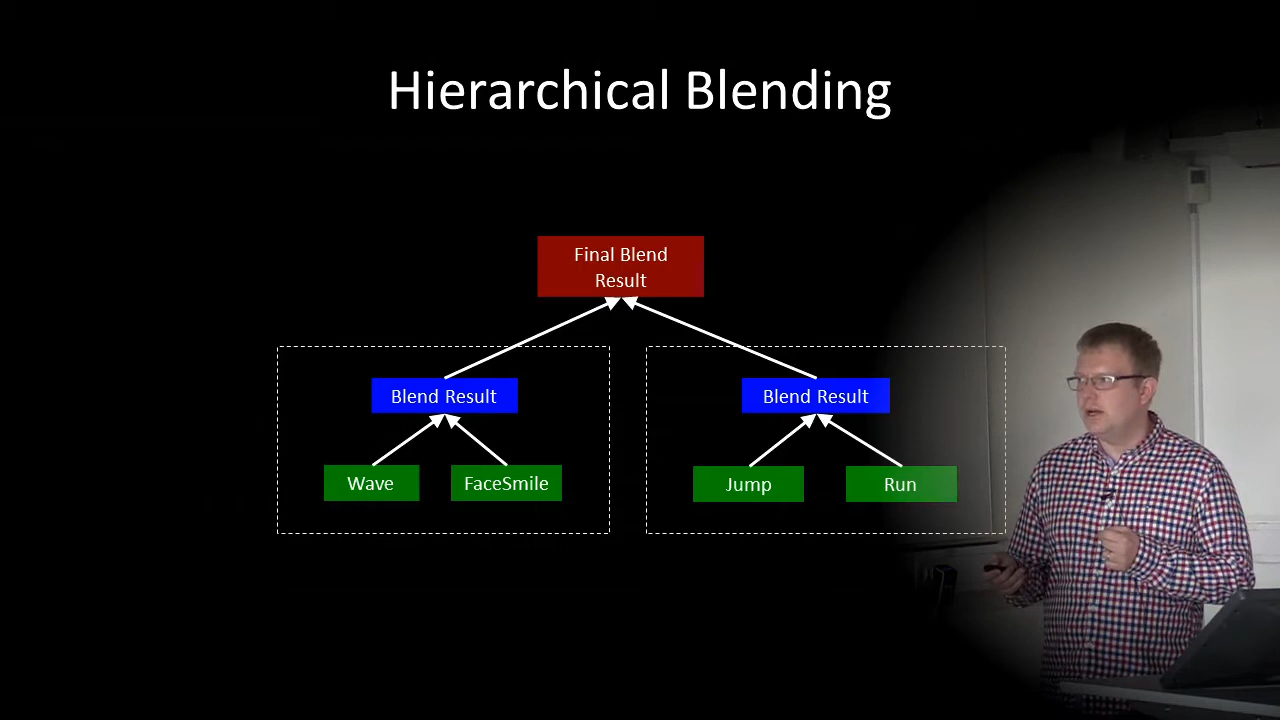 Hierarchical Blending
Final Blend
Result
Blend Result
Blend Result
Wave
FaceSmile
Jump
Run